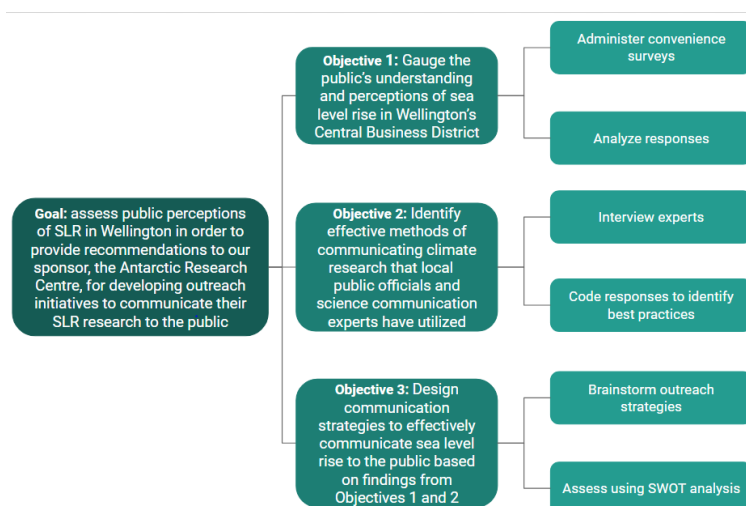 Goal: assess public perceptions
of SLR in Wellington in order to
provide recommendations to our
sponsor, the Antarctic Research
Centre, for developing outreach
initiatives to communicate their
SLR research to the public
Objective 1: Gauge the
public's understanding
and perceptions of sea
level rise in Wellington's
Central Business District
Administer convenience
surveys
Analyze responses
Objective 2: Identify
effective methods of
communicating climate
research that local
public officials and
science communication
experts have utilized
Interview experts
Code responses to identify
best practices
Objective 3: Design
communication
strategies to effectively
communicate sea level
rise to the public based
on findings from
Objectives 1 and 2
Brainstorm outreach
strategies
Assess using SWOT analysis